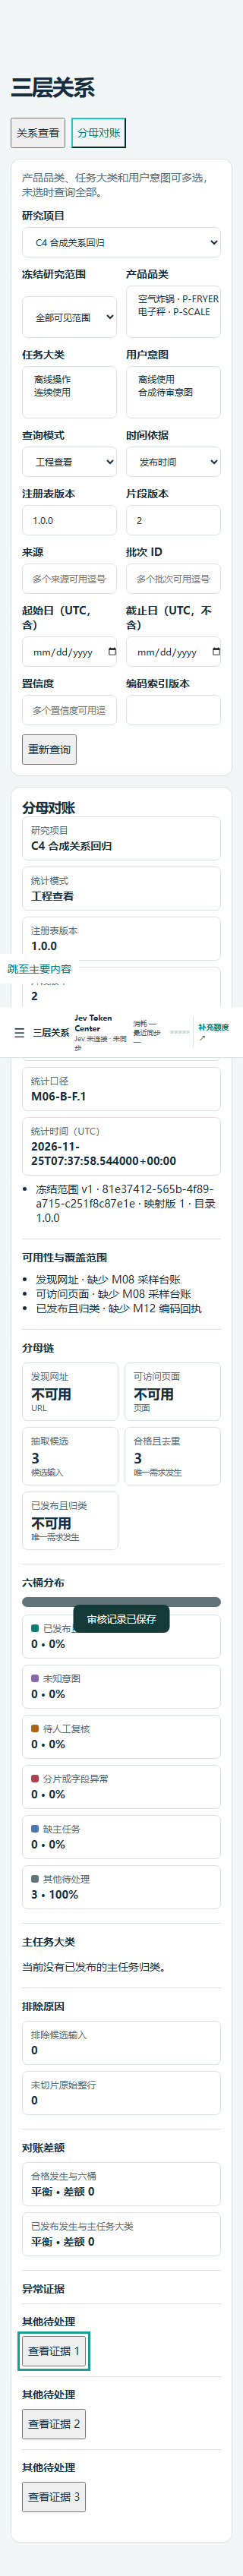 三层关系
关系查看
分母对账
产品品类、任务大类和用户意图可多选，
未选时查询全部。
研究项目
C4 合成关系回归
冻结研究范围
产品品类
全部可见范围
空气炸锅 · P-FRYER
电子秤 · P-SCALE
任务大类
用户意图
离线操作
连续使用
离线使用
合成待审意图
查询模式
时间依据
工程查看
发布时间
注册表版本
片段版本
1.0.0
2
来源
批次 ID
多个来源可用逗号
多个批次可用逗号
起始日（UTC，
含）
截止日（UTC，不
含）
mm/dd/yyyy
mm/dd/yyyy
置信度
编码索引版本
多个置信度可用逗
重新查询
分母对账
研究项目
C4 合成关系回归
统计模式
工程查看
注册表版本
1.0.0
跳至主要内容
2
☰
三层关系
Jev Token
Center
Jev 未连接 · 未同
步
消耗 —
最近同步
—
补充额度
↗
统计口径
M06-B-F.1
统计时间（UTC）
2026-11-
25T07:37:58.544000+00:00
• 冻结范围 v1 · 81e37412-565b-4f89-
a715-c251f8c87e1e · 映射版 1 · 目录
1.0.0
可用性与覆盖范围
• 发现网址 · 缺少 M08 采样台账
• 可访问页面 · 缺少 M08 采样台账
• 已发布且归类 · 缺少 M12 编码回执
分母链
发现网址
不可用
URL
可访问页面
不可用
页面
抽取候选
3
候选输入
合格且去重
3
唯一需求发生
已发布且归类
不可用
唯一需求发生
六桶分布
已发布
审核记录已保存
0 • 0%
未知意图
0 • 0%
待人工复核
0 • 0%
分片或字段异常
0 • 0%
缺主任务
0 • 0%
其他待处理
3 • 100%
主任务大类
当前没有已发布的主任务归类。
排除原因
排除候选输入
0
未切片原始整行
0
对账差额
合格发生与六桶
平衡 • 差额 0
已发布发生与主任务大类
平衡 • 差额 0
异常证据
其他待处理
查看证据 1
其他待处理
查看证据 2
其他待处理
查看证据 3